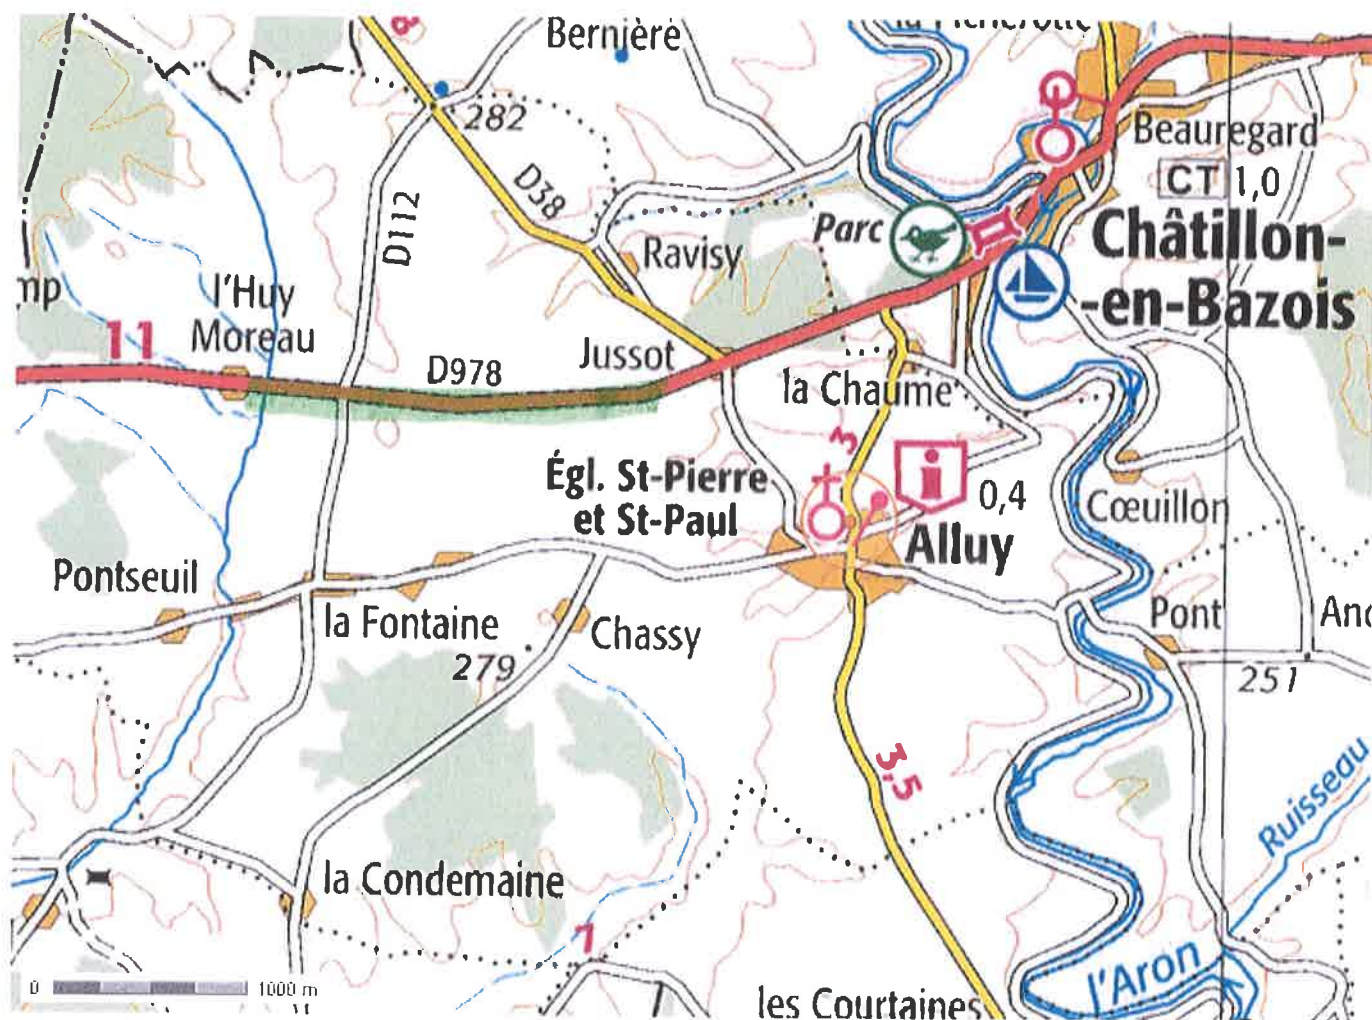 Bernière
8
282
D38
D112
Beauregard
CT 1,0
Parc
Ravisy
Châtillon-
-en-Bazois
l'Huy
Moreau
11
D978
Jussot
la Chaume
3
Égl. St-Pierre
et St-Paul
i
0,4
Alluy
Cœuillon
Pontseuil
la Fontaine
279
Chassy
Pont
251
3,5
Ruisseau
la Condemaine
7
l'Aron
les Courtaines
0 1000 m